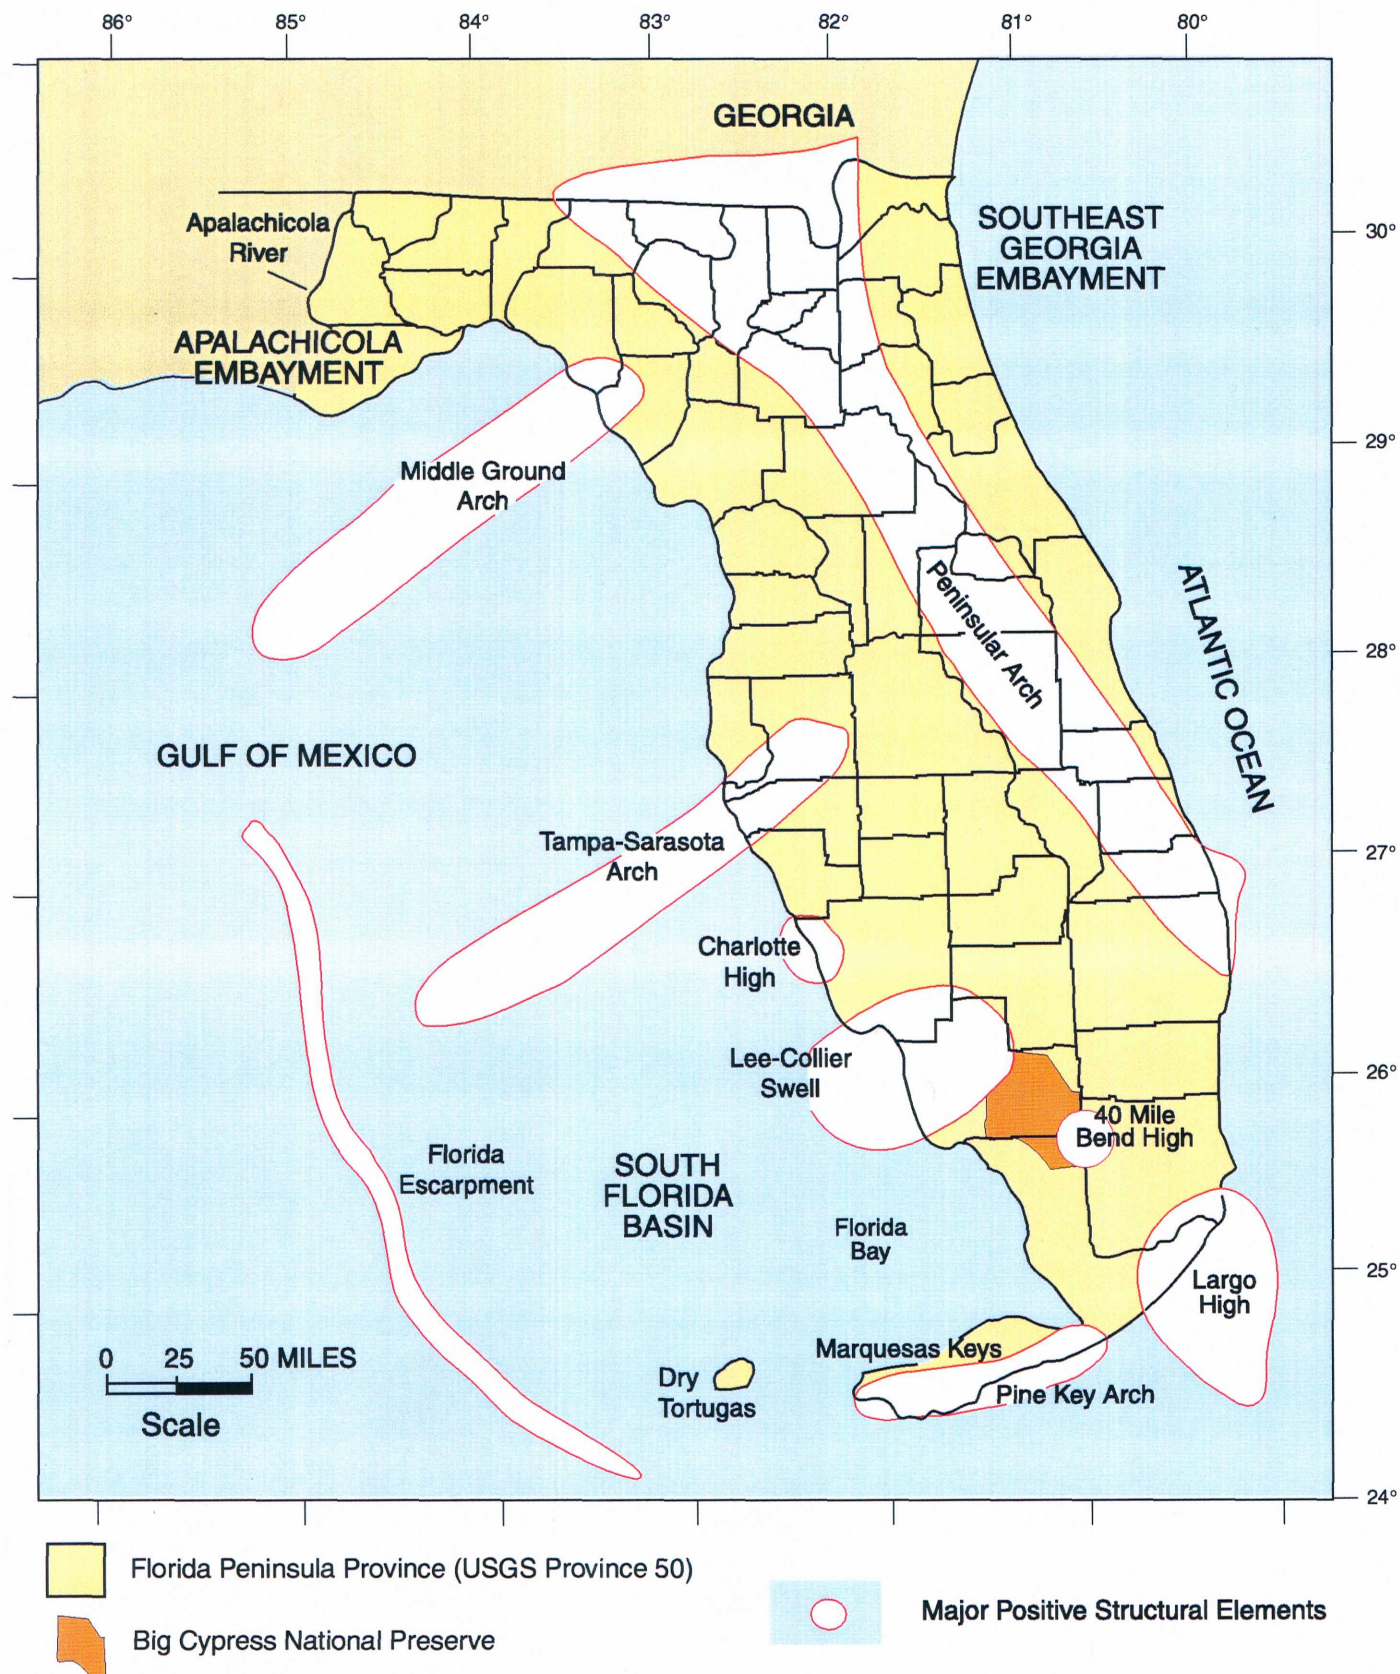 86° 85° 84° 83° 82° 81° 80°
GEORGIA
Apalachicola
River
SOUTHEAST
GEORGIA
EMBAYMENT
30°
APALACHICOLA
EMBAYMENT
29°
Middle Ground
Arch
ATLANTIC OCEAN
Peninsular Arch
28°
GULF OF MEXICO
Tampa-Sarasota
Arch
27°
Charlotte
High
Lee-Collier
Swell
26°
40 Mile
Bend High
Florida
Escarpment
SOUTH
FLORIDA
BASIN
Florida
Bay
25°
Largo
High
0 25 50 MILES
Scale
Marquesas Keys
Dry
Tortugas
Pine Key Arch
24°
Florida Peninsula Province (USGS Province 50)
Major Positive Structural Elements
Big Cypress National Preserve